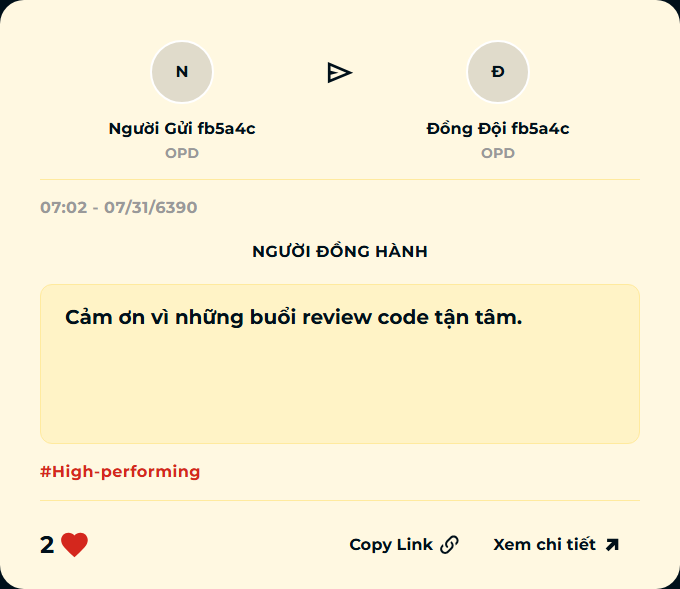 N
Đ
Người Gửi fb5a4c
Đồng Đội fb5a4c
OPD
OPD
07:02 - 07/31/6390
NGƯỜI ĐỒNG HÀNH
Cảm ơn vì những buổi review code tận tâm.
#High-performing
2
Copy Link
Xem chi tiết